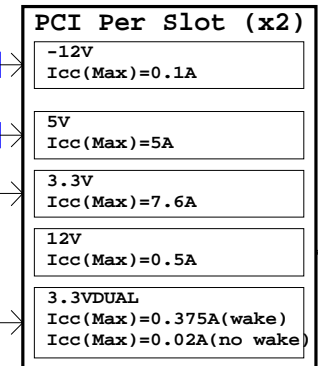 PCI Per Slot (x2)
-12V
Icc(Max)=0.1A
5V
Icc(Max)=5A
3.3V
Icc(Max)=7.6A
12V
Icc(Max)=0.5A
3.3VDUAL
Icc(Max)=0.375A(wake)
Icc(Max)=0.02A(no wake)